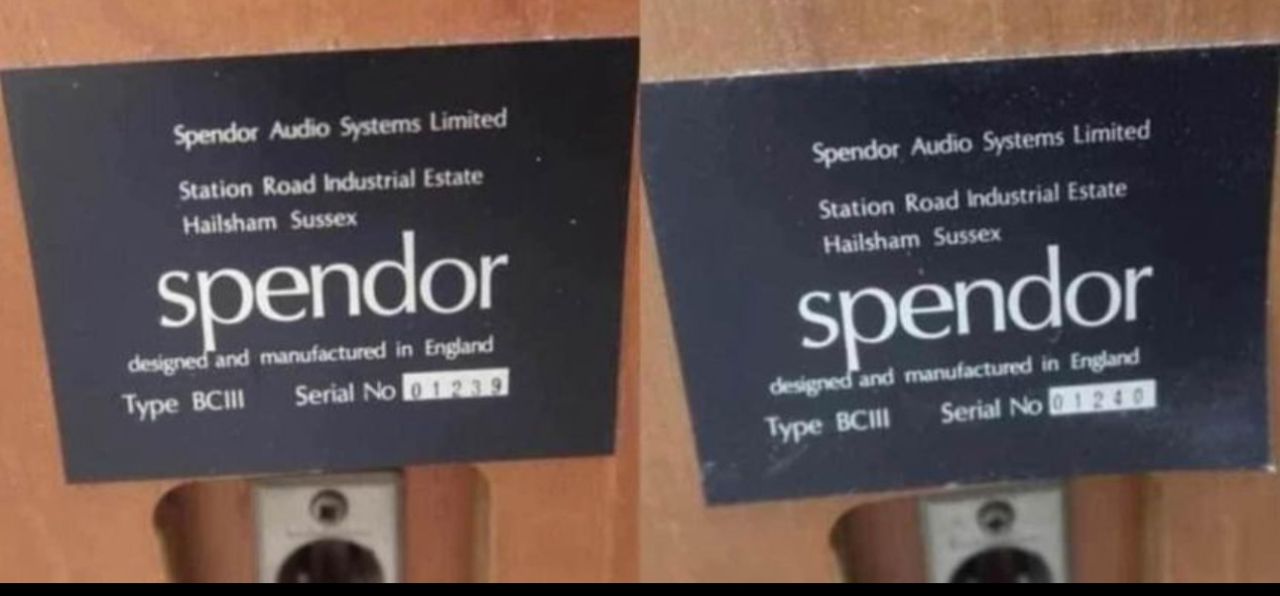 Spendor Audio Systems Limited
Station Road Industrial Estate
Hailsham Sussex
spendor
designed and manufactured in England
Type BCIII Serial No 01239
Spendor Audio Systems Limited
Station Road Industrial Estate
Hailsham Sussex
spendor
designed and manufactured in England
Type BCIII Serial No 01240